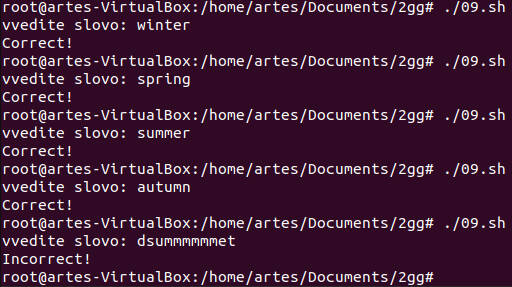 root@artes-VirtualBox:/home/artes/Documents/2gg# ./09.sh
vvedite slovo: winter
Correct!
root@artes-VirtualBox:/home/artes/Documents/2gg# ./09.sh
vvedite slovo: spring
Correct!
root@artes-VirtualBox:/home/artes/Documents/2gg# ./09.sh
vvedite slovo: summer
Correct!
root@artes-VirtualBox:/home/artes/Documents/2gg# ./09.sh
vvedite slovo: autumn
Correct!
root@artes-VirtualBox:/home/artes/Documents/2gg# ./09.sh
vvedite slovo: dsummmmmmet
Incorrect!
root@artes-VirtualBox:/home/artes/Documents/2gg#